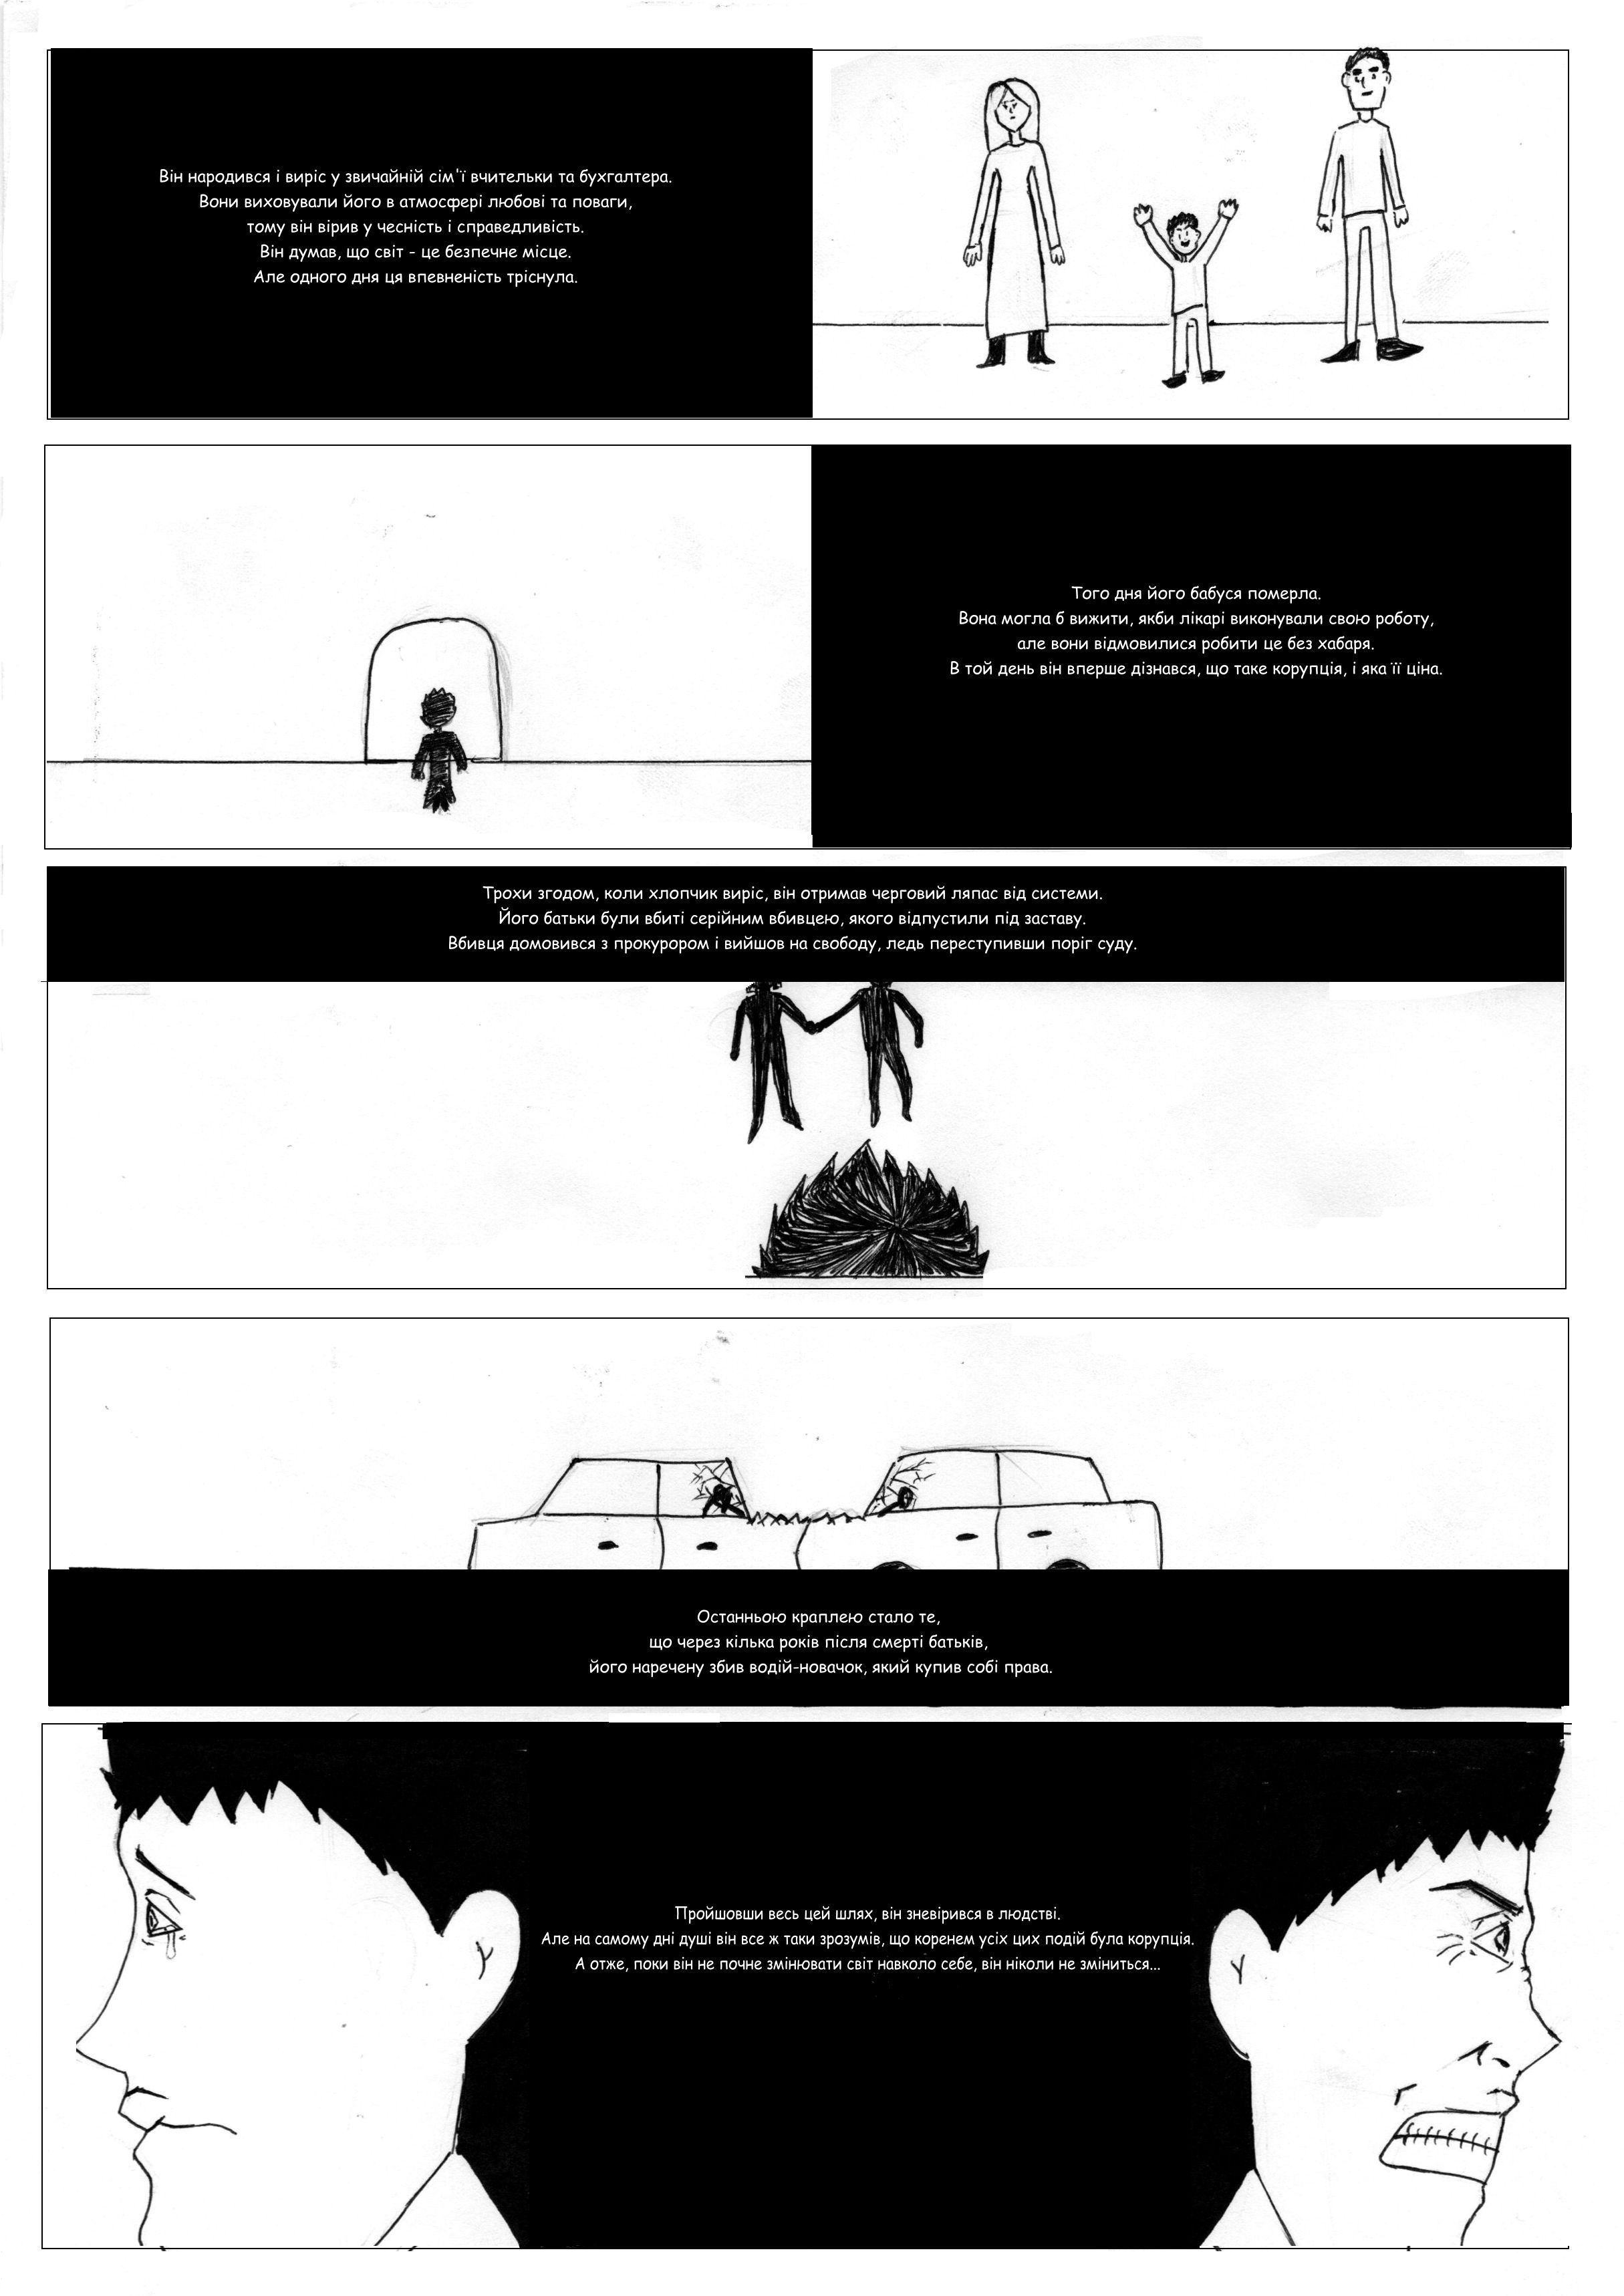 Він народився і виріс у звичайній сім'ї вчительки та бухгалтера.
Вони виховували його в атмосфері любові та поваги,
тому він вірив у чесність і справедливість.
Він думав, що світ - це безпечне місце.
Але одного дня ця впевненість тріснула.
Того дня його бабуся померла.
Вона могла б вижити, якби лікарі виконували свою роботу,
але вони відмовилися робити це без хабаря.
В той день він вперше дізнався, що таке корупція, і яка її ціна.
Трохи згодом, коли хлопчик виріс, він отримав черговий ляпас від системи.
Його батьки були вбиті серійним вбивцею, якого відпустили під заставу.
Вбивця домовився з прокурором і вийшов на свободу, ледь переступивши поріг суду.
Останньою краплею стало те,
що через кілька років після смерті батьків,
його наречену збив водій-новачок, який купив собі права.
Пройшовши весь цей шлях, він зневірився в людстві.
Але на самому дні душі він все ж таки зрозумів, що коренем усіх цих подій була корупція.
А отже, поки він не почне змінювати світ навколо себе, він ніколи не зміниться...